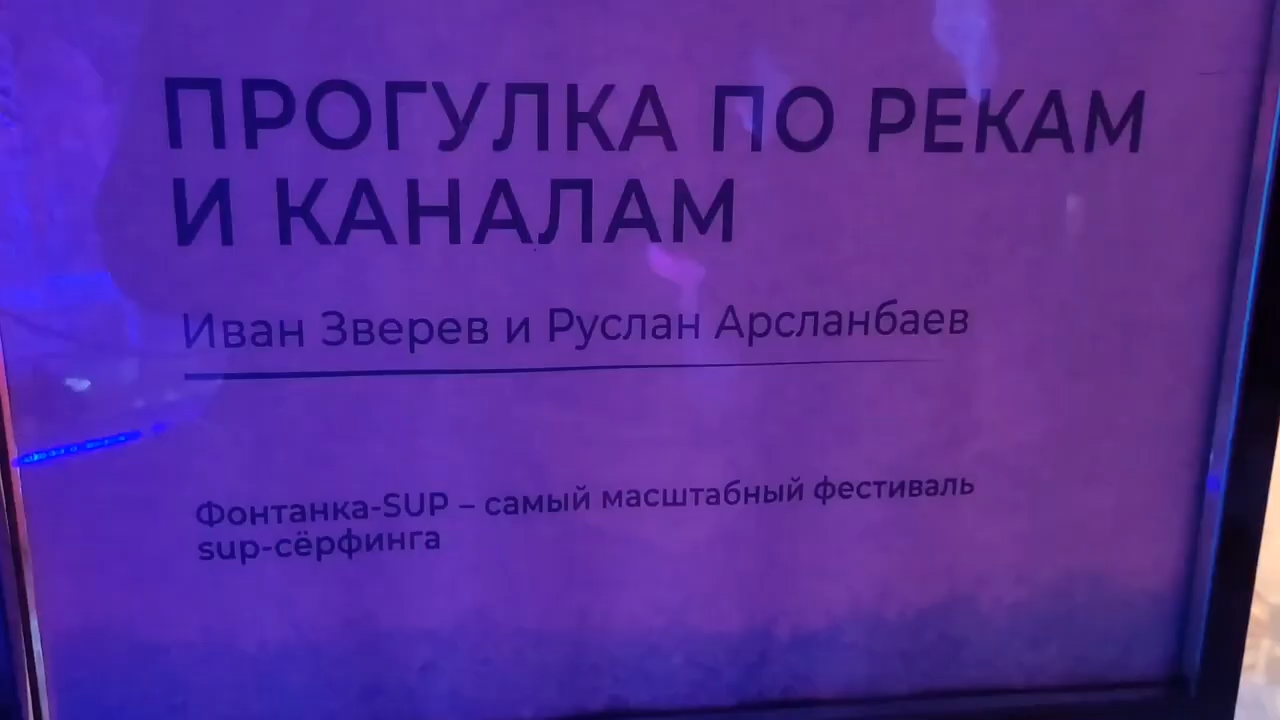 ПРОГУЛКА ПО РЕКАМ
И КАНАЛАМ
Иван Зверев и Руслан Арсланбаев
Фонтанка-SUP – самый масштабный фестиваль
sup-сёрфинга